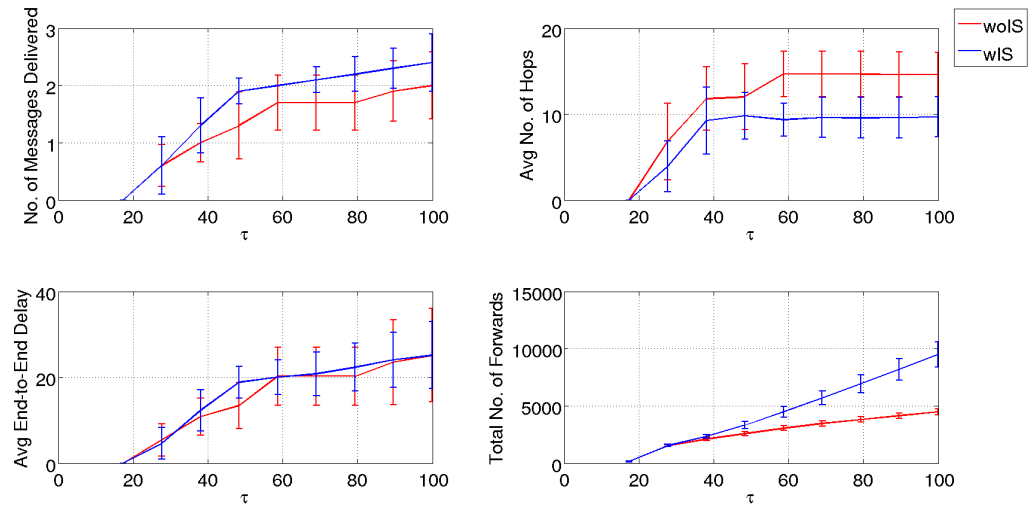 No. of Messages Delivered
3
2
1
0
0 20 40 60 80 100
τ
Avg No. of Hops
20
10
0
0 20 40 60 80 100
τ
woIS
wIS
Avg End-to-End Delay
40
20
0
0 20 40 60 80 100
τ
Total No. of Forwards
15000
10000
5000
0
0 20 40 60 80 100
τ